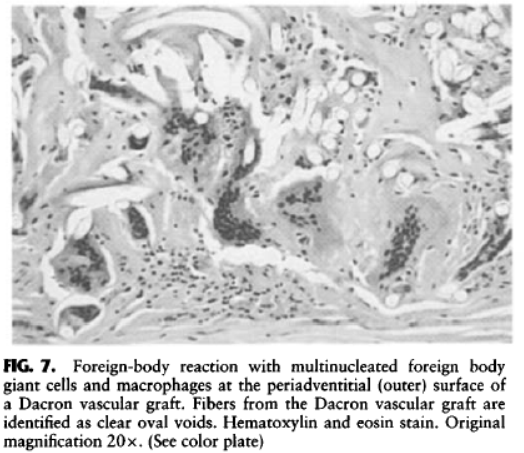 FIG. 7. Foreign-body reaction with multinucleated foreign body
giant cells and macrophages at the periadventitial (outer) surface of
a Dacron vascular graft. Fibers from the Dacron vascular graft are
identified as clear oval voids. Hematoxylin and eosin stain. Original
magnification 20×. (See color plate)